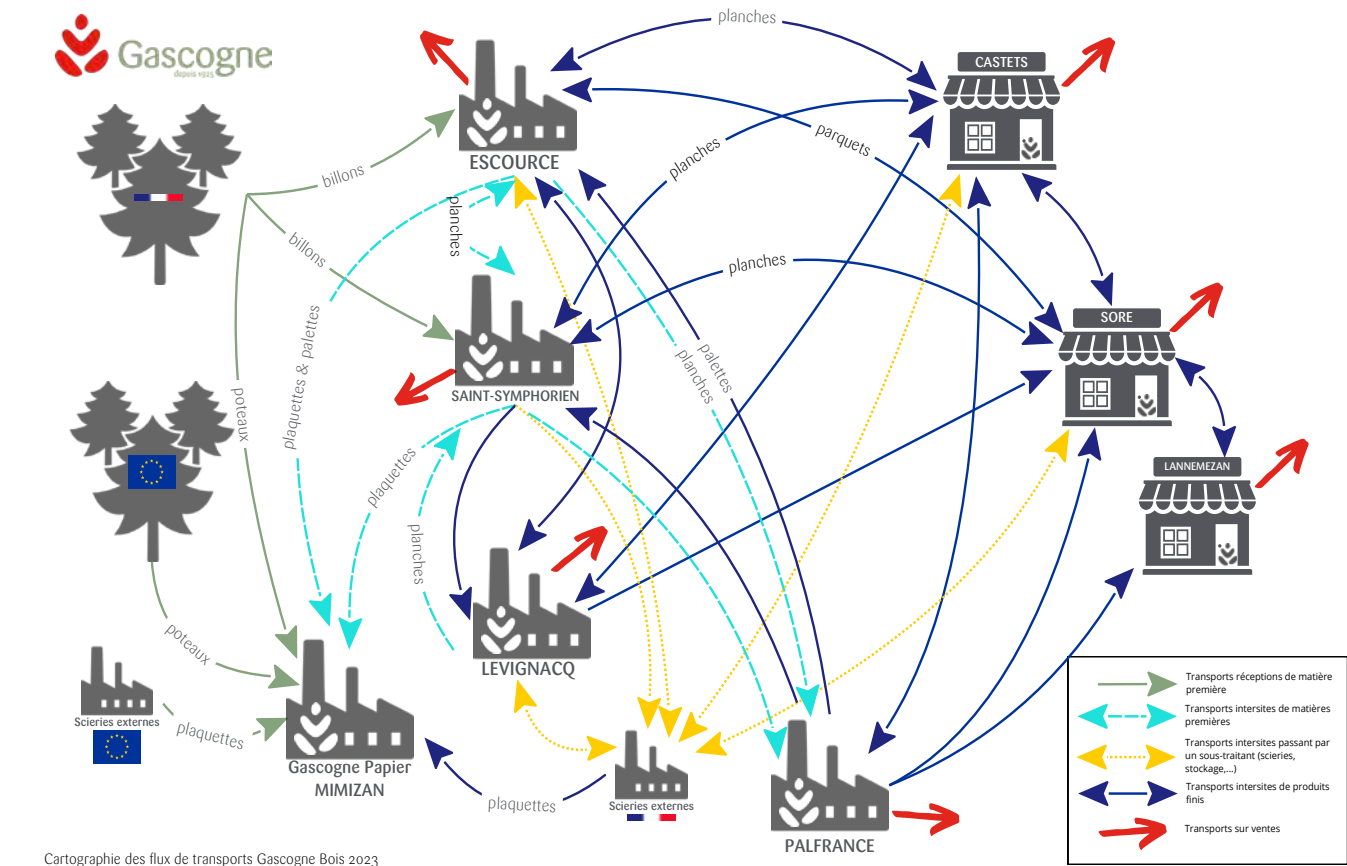 Gascogne
depuis 1925
planches
CASTETS
ESCOURCE
billons
planches
parquets
planches
billons
planches
SORE
plaquettes & palettes
palettes
planches
SAINT-SYMPHORIEN
poteaux
plaquettes
planches
LANNEMEZAN
poteaux
LEVIGNACQ
Scieries externes
plaquettes
Gascogne Papier
MIMIZAN
plaquettes
Scieries externes
PALFRANCE
Transports réceptions de matière
première
Transports intersites de matières
premières
Transports intersites passant par
un sous-traitant (scieries,
stockage,...)
Transports intersites de produits
finis
Transports sur ventes
Cartographie des flux de transports Gascogne Bois 2023